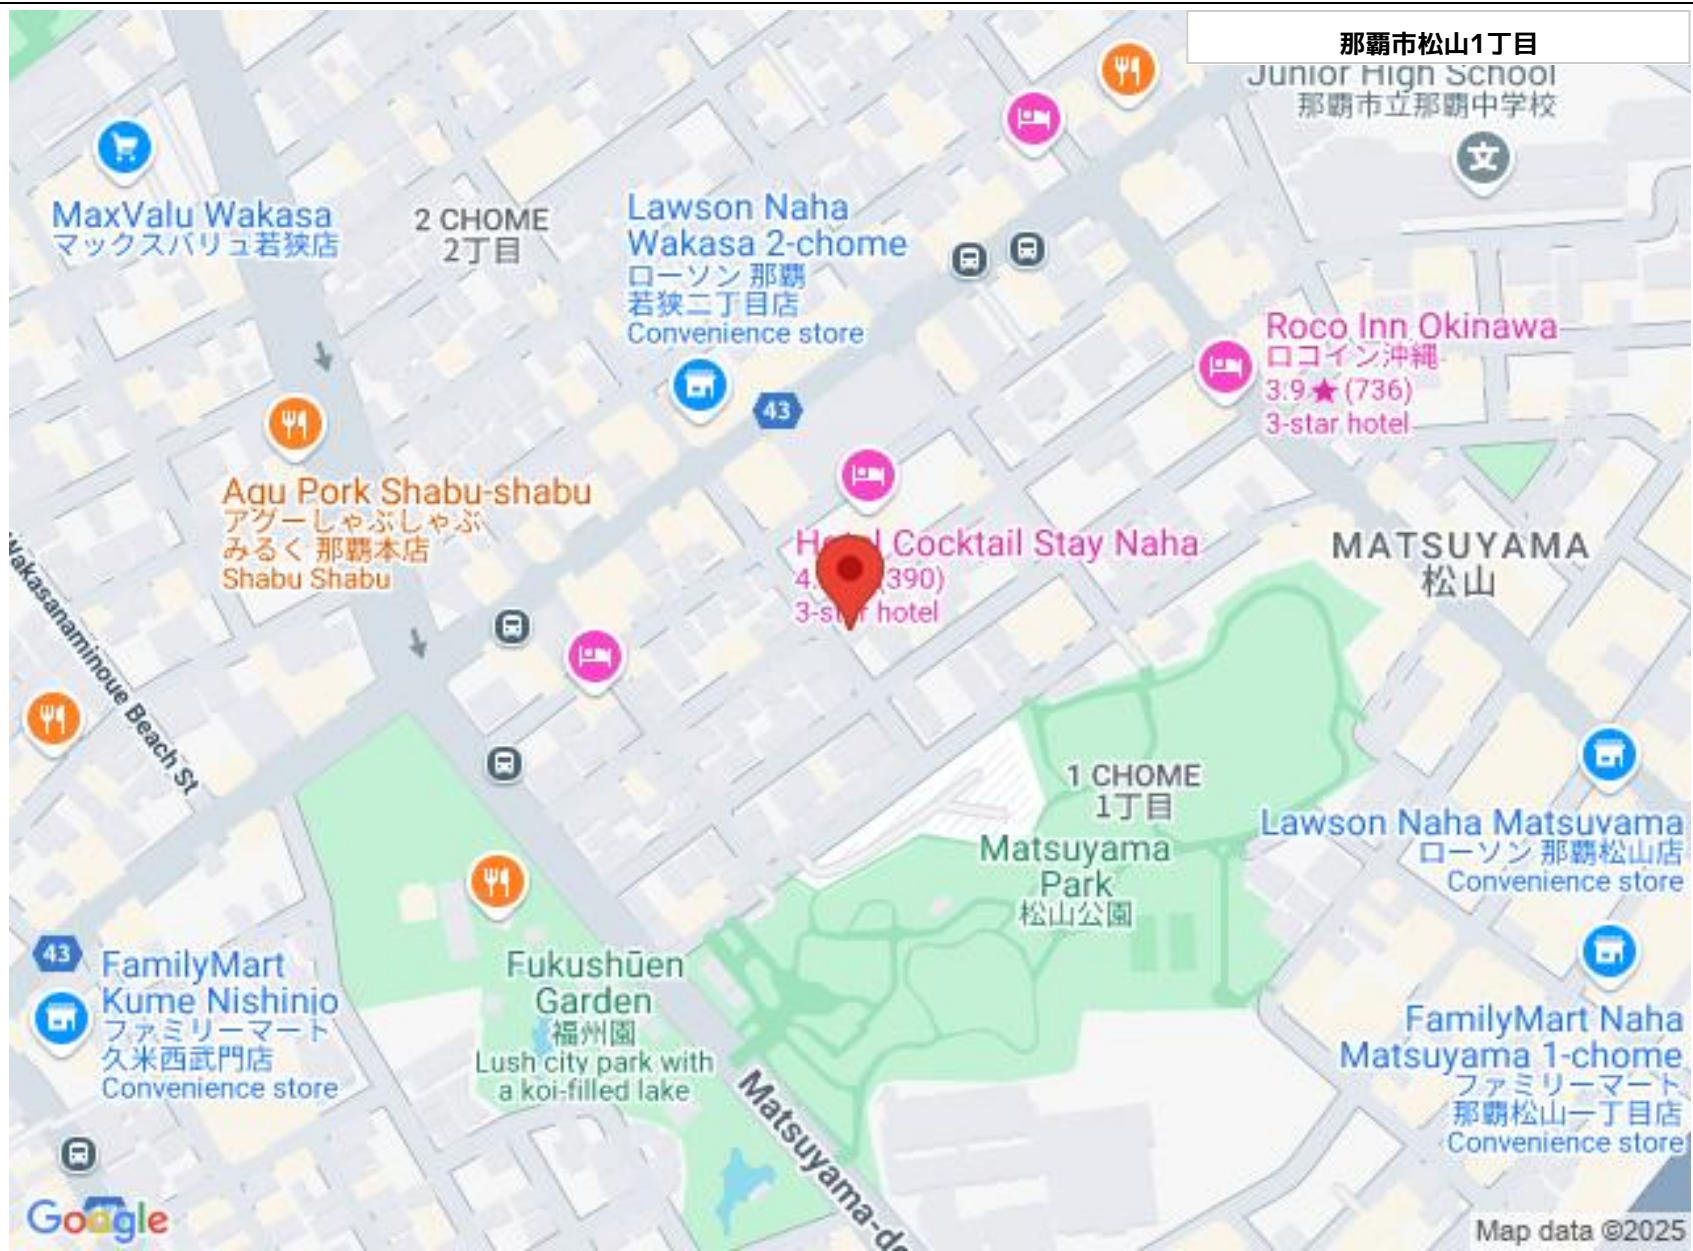 那覇市松山1丁目
Junior High School
那覇市立那覇中学校
MaxValu Wakasa
マックスバリュ若狭店
2 CHOME
2丁目
Lawson Naha
Wakasa 2-chome
ローソン 那覇
若狭二丁目店
Convenience store
43
Roco Inn Okinawa
ロコイン沖縄
3.9★(736)
3-star hotel
Agu Pork Shabu-shabu
アグーしゃぶしゃぶ
みるく 那覇本店
Shabu Shabu
Cocktail Stay Naha
(390)
hotel
MATSUYAMA
松山
Wakasanaminoue Beach St
1 CHOME
1丁目
Matsuyama
Park
松山公園
Lawson Naha Matsuyama
ローソン 那覇松山店
Convenience store
43
FamilyMart
Kume Nishinjo
ファミリーマート
久米西武門店
Convenience store
Fukushūen
Garden
福州園
Lush city park with
a koi-filled lake
FamilyMart Naha
Matsuyama 1-chome
ファミリーマート
那覇松山一丁目店
Convenience store
Google
Map data ©2025